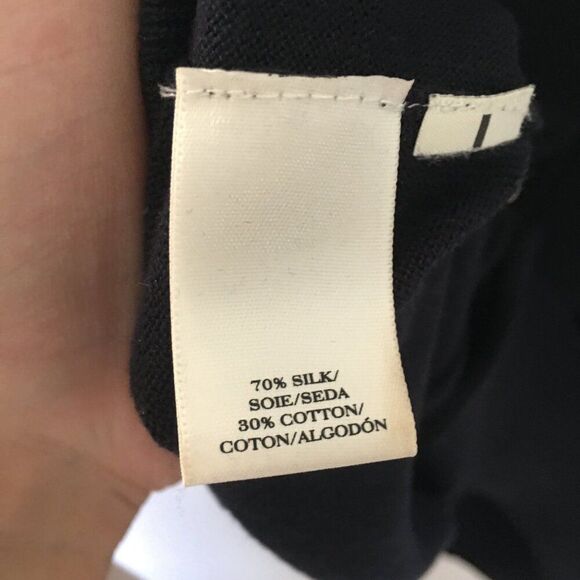 70% SILK/
SOIE/SEDA
30% COTTON/
COTON/ALGODÓN